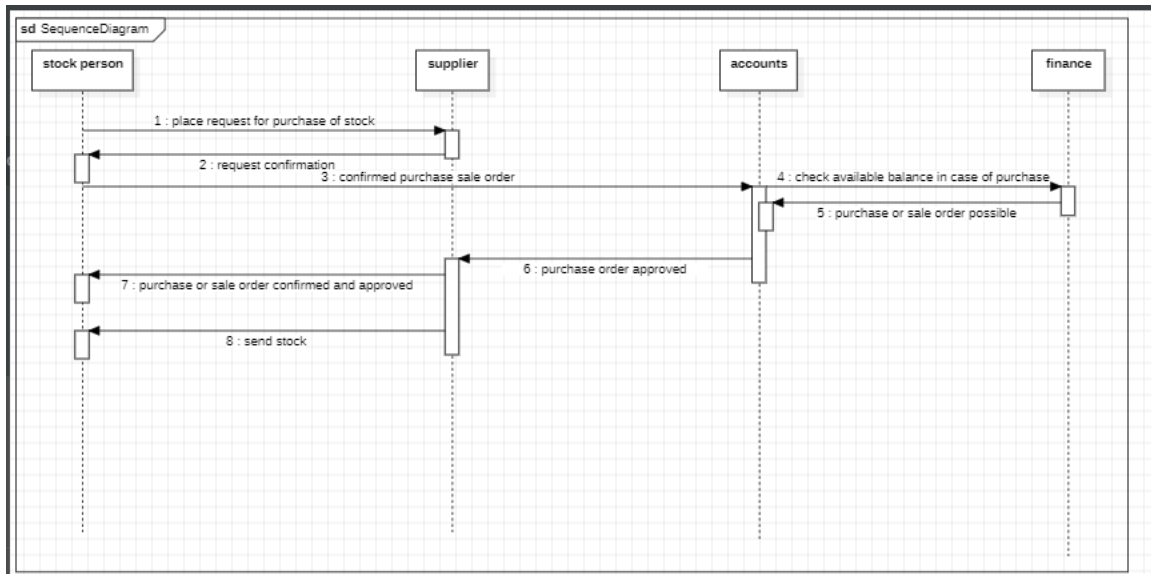 sd SequenceDiagram
stock person
supplier
accounts
finance
1 : place request for purchase of stock
2 : request confirmation
3 : confirmed purchase sale order
4 : check available balance in case of purchase
5 : purchase or sale order possible
6 : purchase order approved
7 : purchase or sale order confirmed and approved
8 : send stock